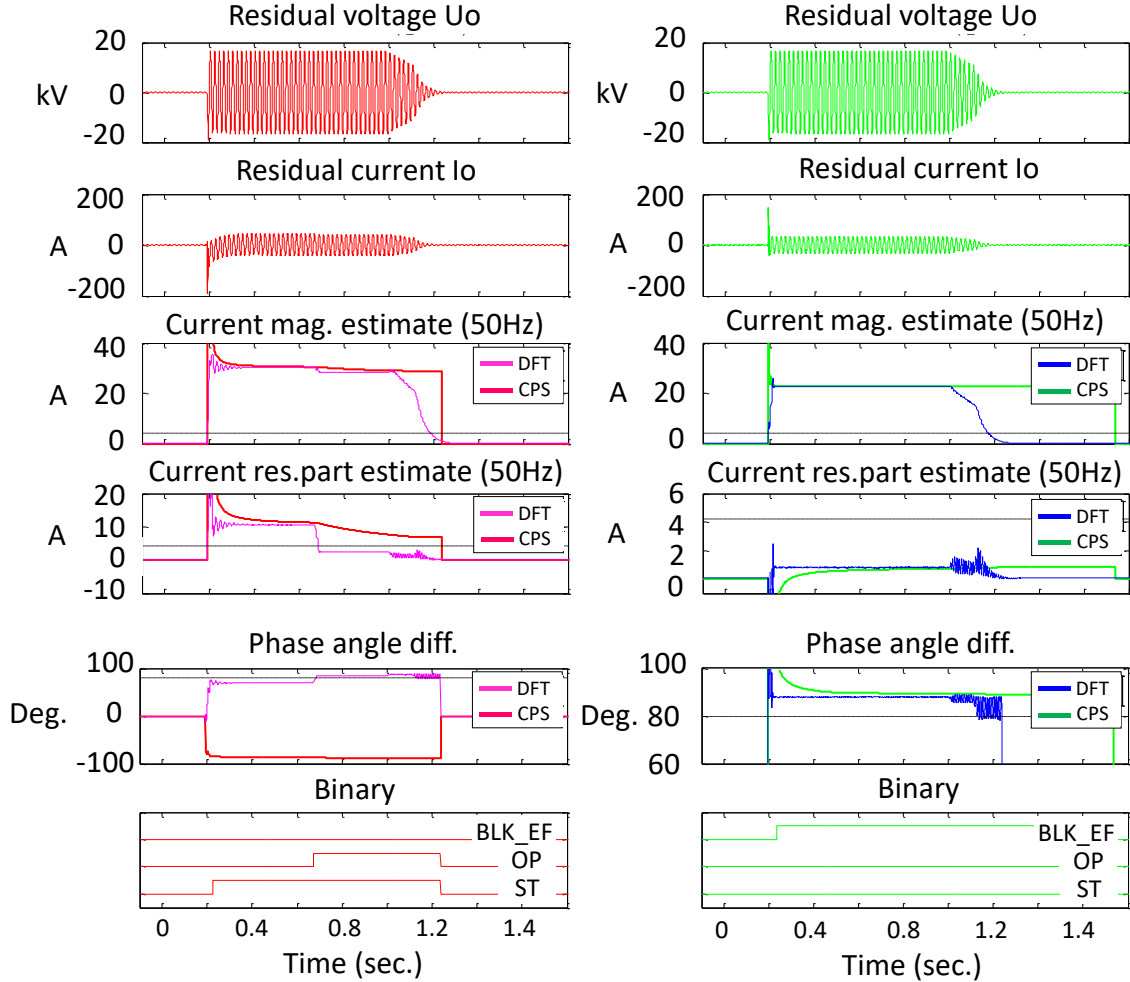 Residual voltage Uo
20
kV
0
-20
Residual current Io
200
A
0
-200
Current mag. estimate (50Hz)
40
A
20
0
DFT
CPS
Current res.part estimate (50Hz)
20
10
A
0
-10
DFT
CPS
Phase angle diff.
100
Deg.
0
-100
DFT
CPS
Binary
BLK_EF
OP
ST
0 0.4 0.8 1.2 1.4
Time (sec.)
Residual voltage Uo
20
kV
0
-20
Residual current Io
200
A
0
-200
Current mag. estimate (50Hz)
40
A
20
0
DFT
CPS
Current res.part estimate (50Hz)
6
4
A
2
0
DFT
CPS
Phase angle diff.
100
Deg.
80
60
DFT
CPS
Binary
BLK_EF
OP
ST
0 0.4 0.8 1.2 1.4
Time (sec.)